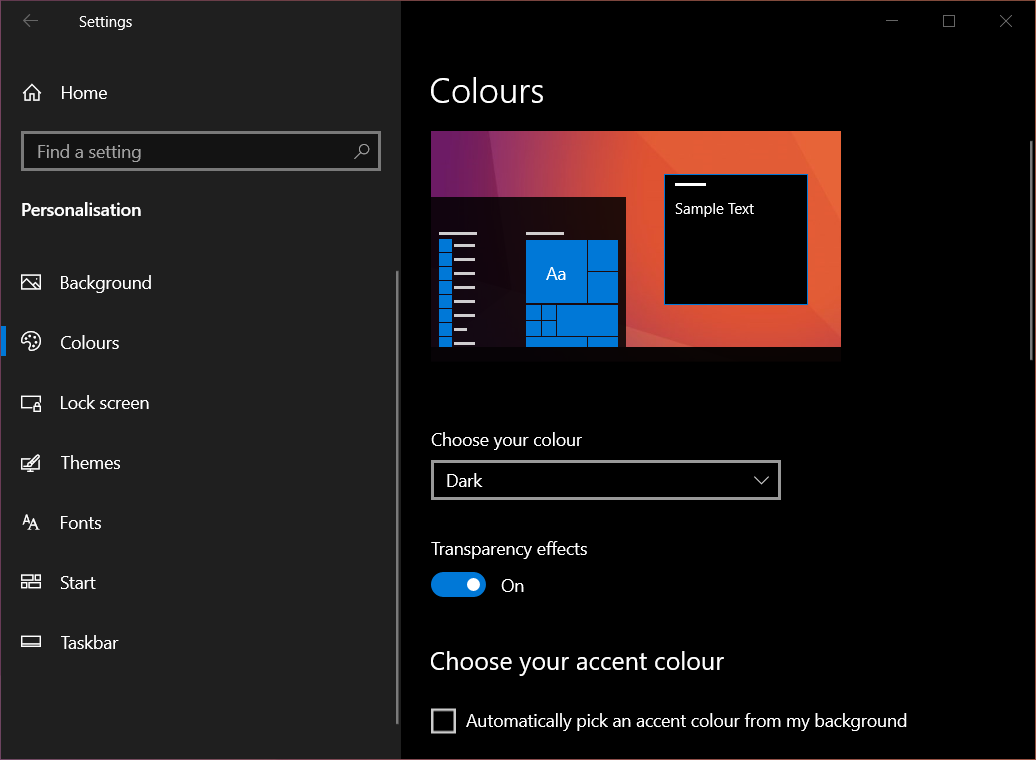 Settings
Home
Find a setting
Personalisation
Background
Colours
Lock screen
Themes
Fonts
Start
Taskbar
Colours
Sample Text
Aa
Choose your colour
Dark
Transparency effects
On
Choose your accent colour
Automatically pick an accent colour from my background